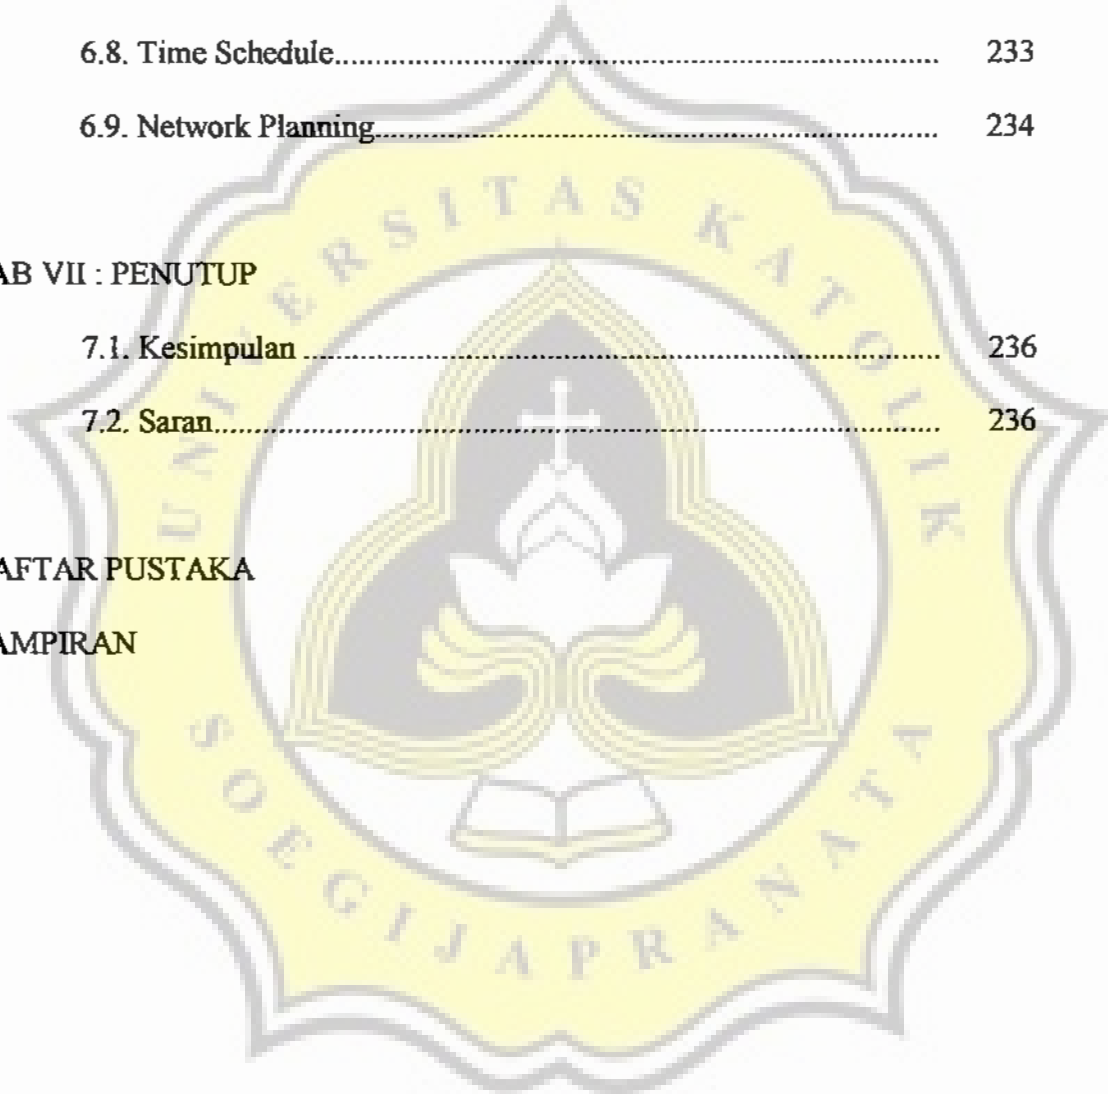 6.8. Time Schedule.......................................................................... 233
6.9. Network Planning.................................................................... 234
AB VII : PENUTUP
7.1. Kesimpulan .............................................................................. 236
7.2. Saran......................................................................................... 236
AFTAR PUSTAKA
AMPIRAN
UNIVERSITAS KATOLIK
SOEGIJAPRANATA